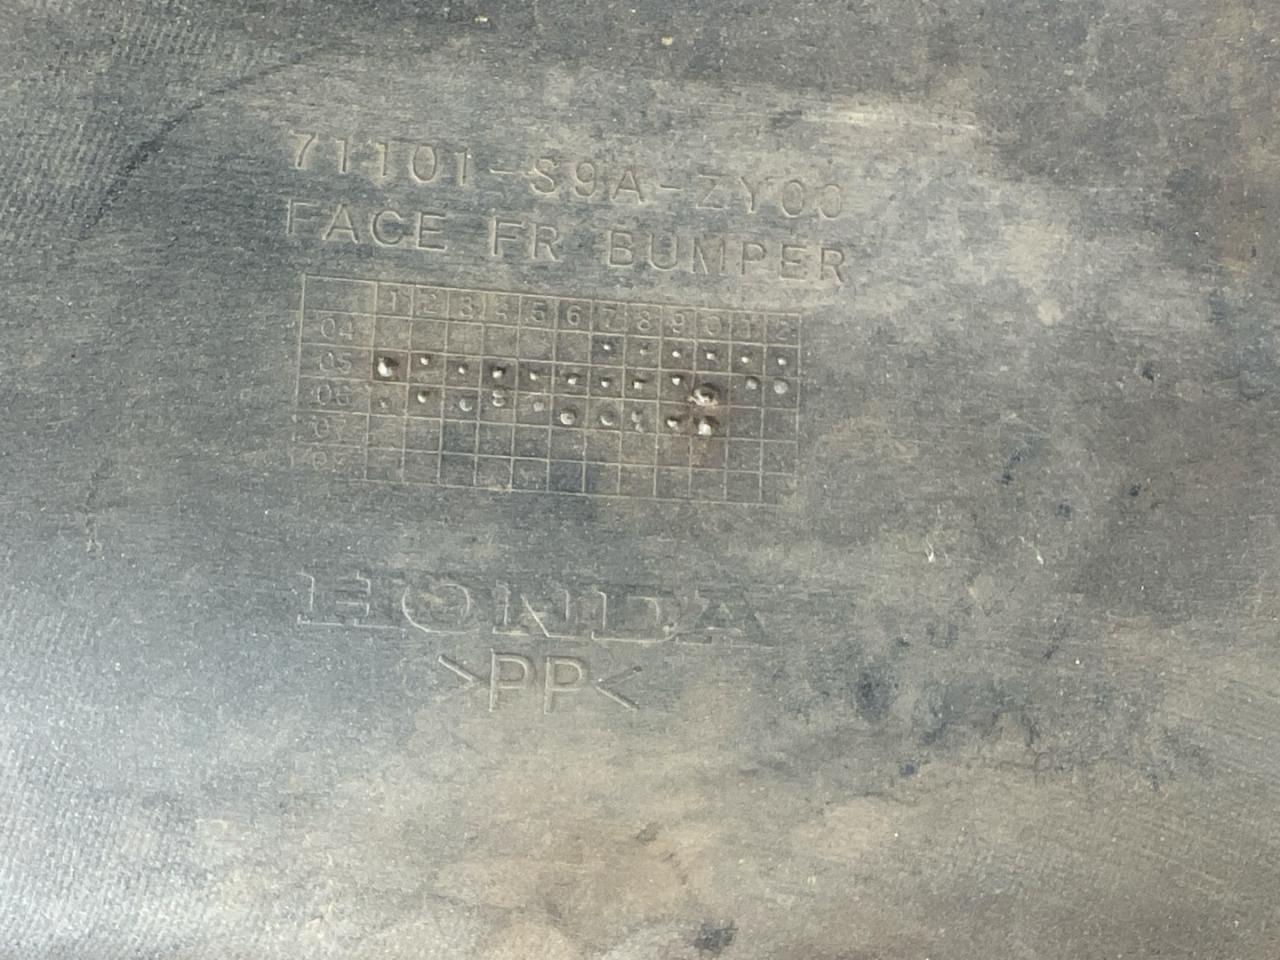 71101-S9A-ZY00
FACE FR BUMPER
1 2 3 4 5 6 7 8 9 0 1 2
04
05
06
07
HONDA
>PP<